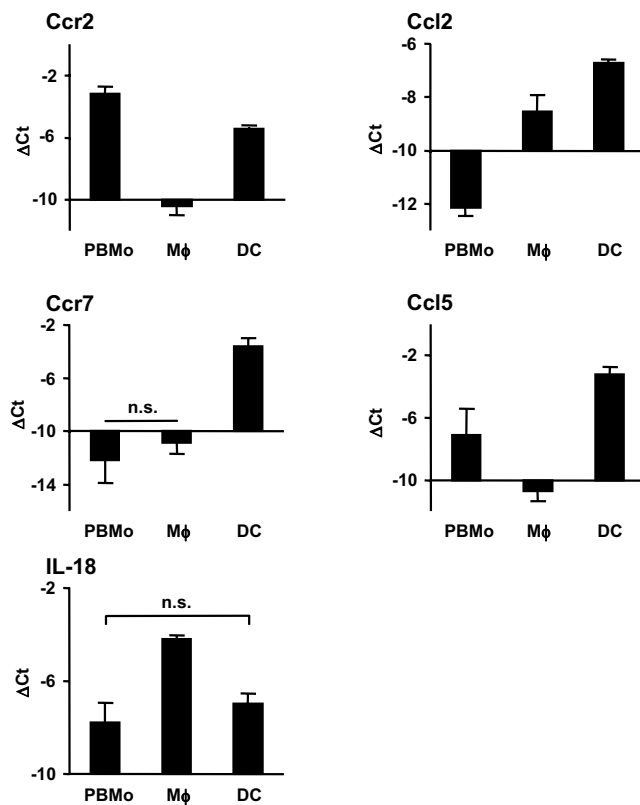 Ccr2
-2
-6
-10
ΔCt
PBMo Mϕ DC
Ccl2
-6
-8
-10
-12
ΔCt
PBMo Mϕ DC
Ccr7
-2
-6
-10
-14
ΔCt
n.s.
PBMo Mϕ DC
Ccl5
-2
-6
-10
ΔCt
PBMo Mϕ DC
IL-18
-2
-6
-10
ΔCt
n.s.
PBMo Mϕ DC